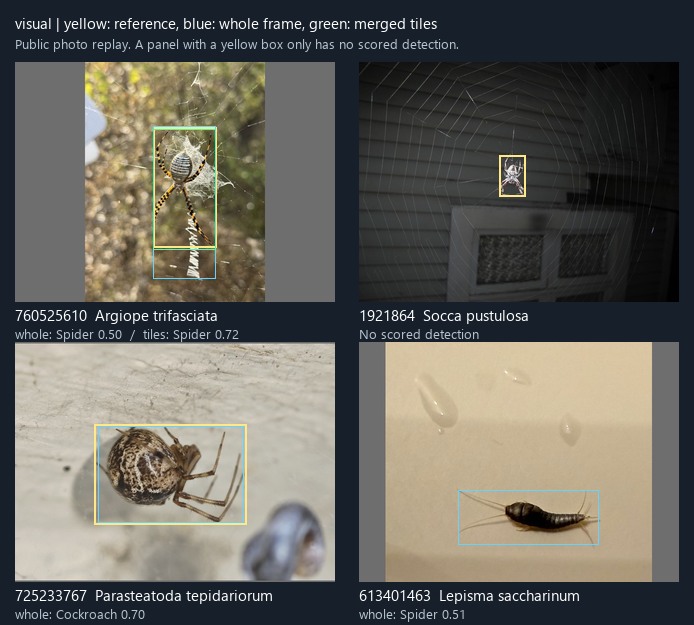 visual | yellow: reference, blue: whole frame, green: merged tiles
Public photo replay. A panel with a yellow box only has no scored detection.
760525610 Argiope trifasciata
whole: Spider 0.50 / tiles: Spider 0.72
1921864 Socca pustulosa
No scored detection
725233767 Parasteatoda tepidariorum
whole: Cockroach 0.70
613401463 Lepisma saccharinum
whole: Spider 0.51